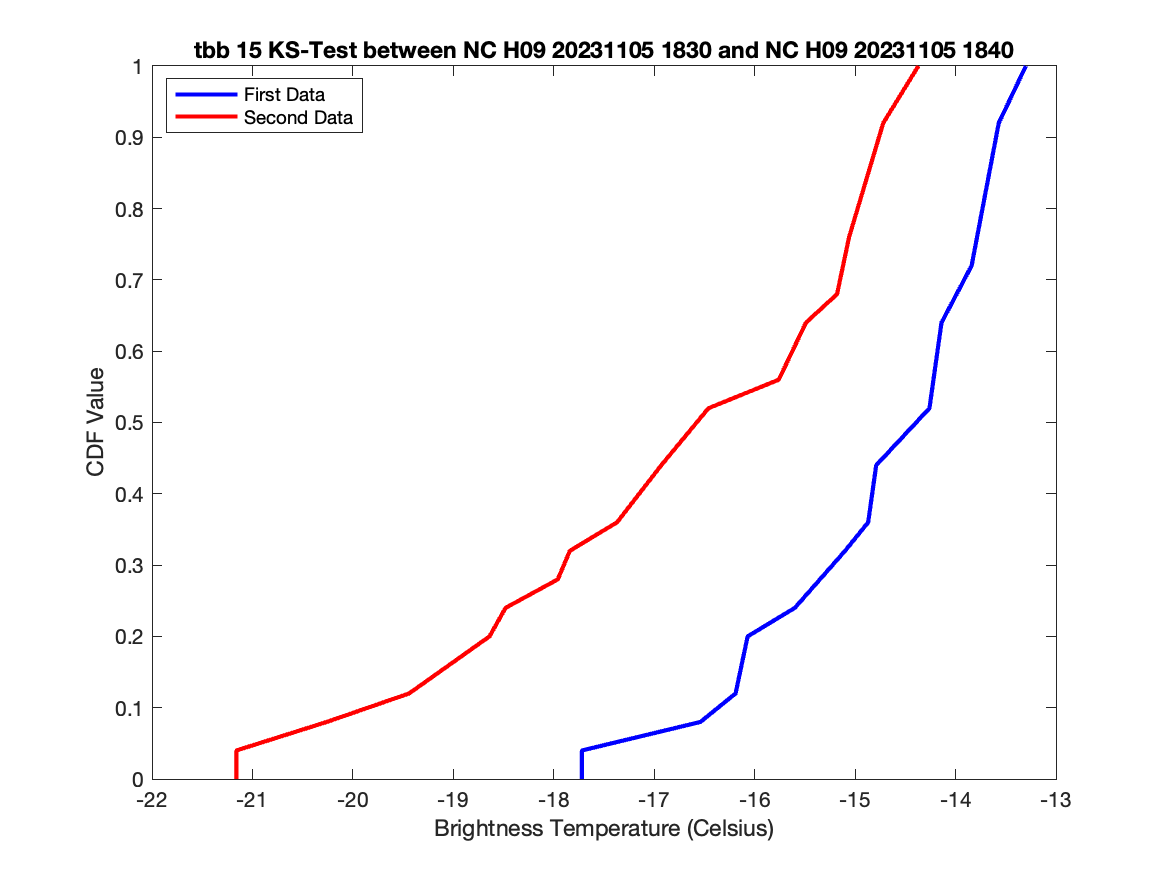 tbb 15 KS-Test between NC H09 20231105 1830 and NC H09 20231105 1840
First Data
Second Data
1
0.9
0.8
0.7
0.6
0.5
0.4
0.3
0.2
0.1
0
CDF Value
-22 -21 -20 -19 -18 -17 -16 -15 -14 -13
Brightness Temperature (Celsius)